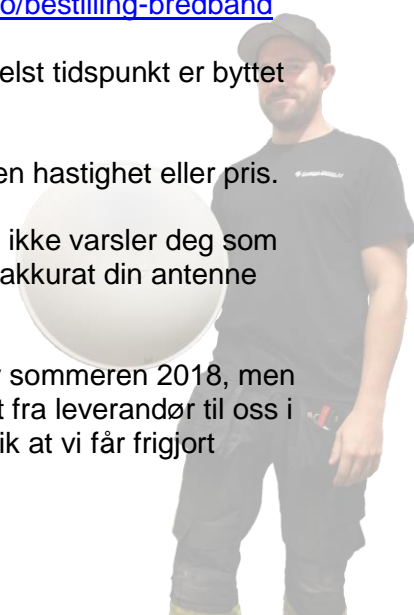 o/bestilling-bredband
elst tidspunkt er byttet
en hastighet eller pris.
ikke varsler deg som
akkurat din antenne
sommeren 2018, men
t fra leverandør til oss i
ik at vi får frigjort